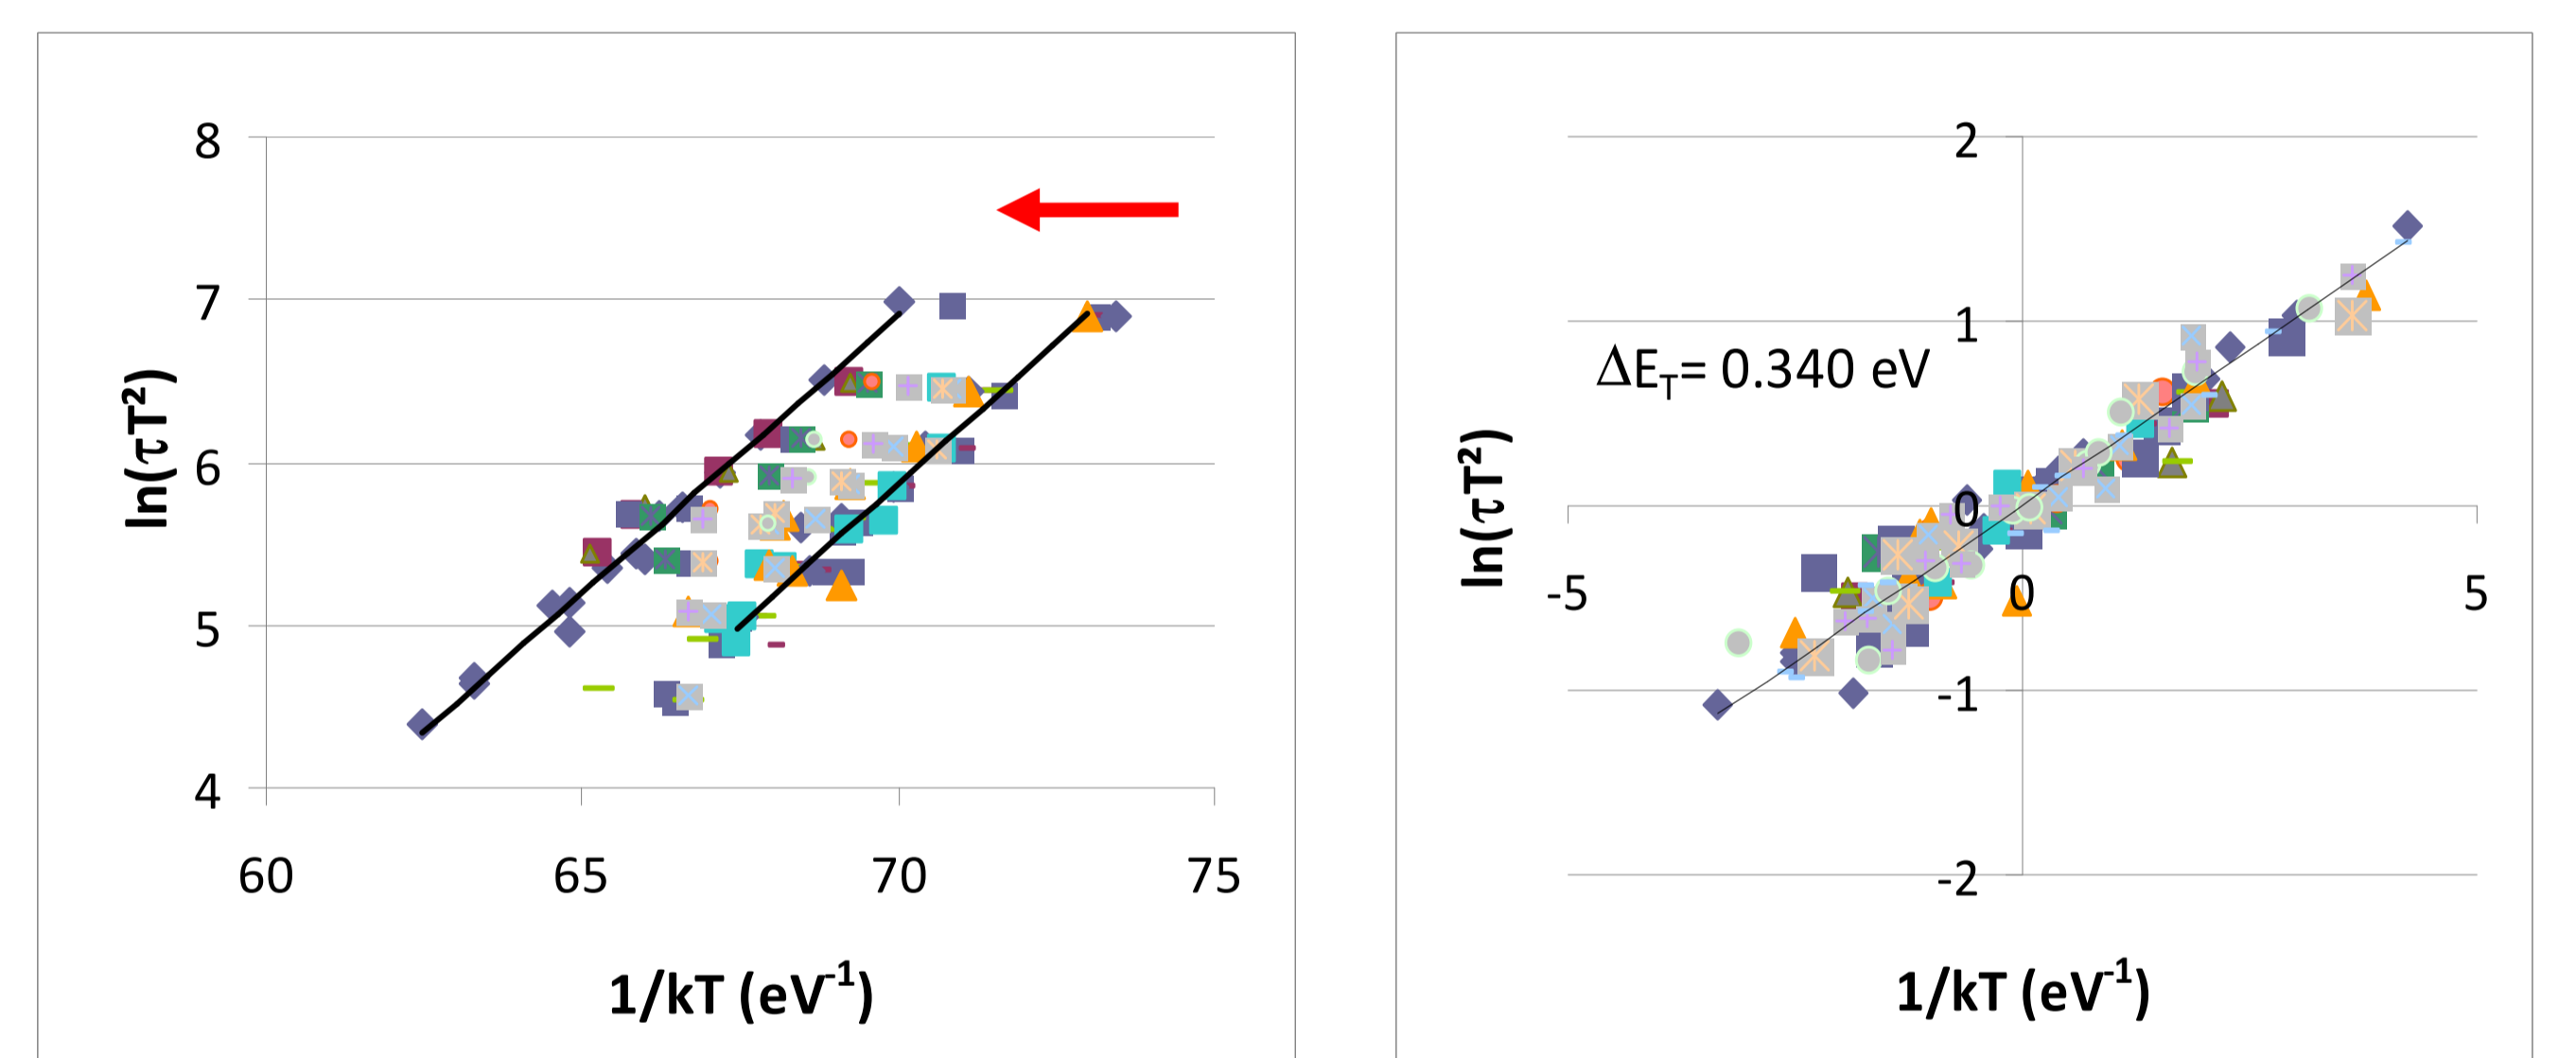 8
7
6
5
4
60 65 70 75
ln(τT²)
1/kT (eV⁻¹)
2
1
0
-1
-2
-5 0 5
ΔE_T= 0.340 eV
ln(τT²)
1/kT (eV⁻¹)